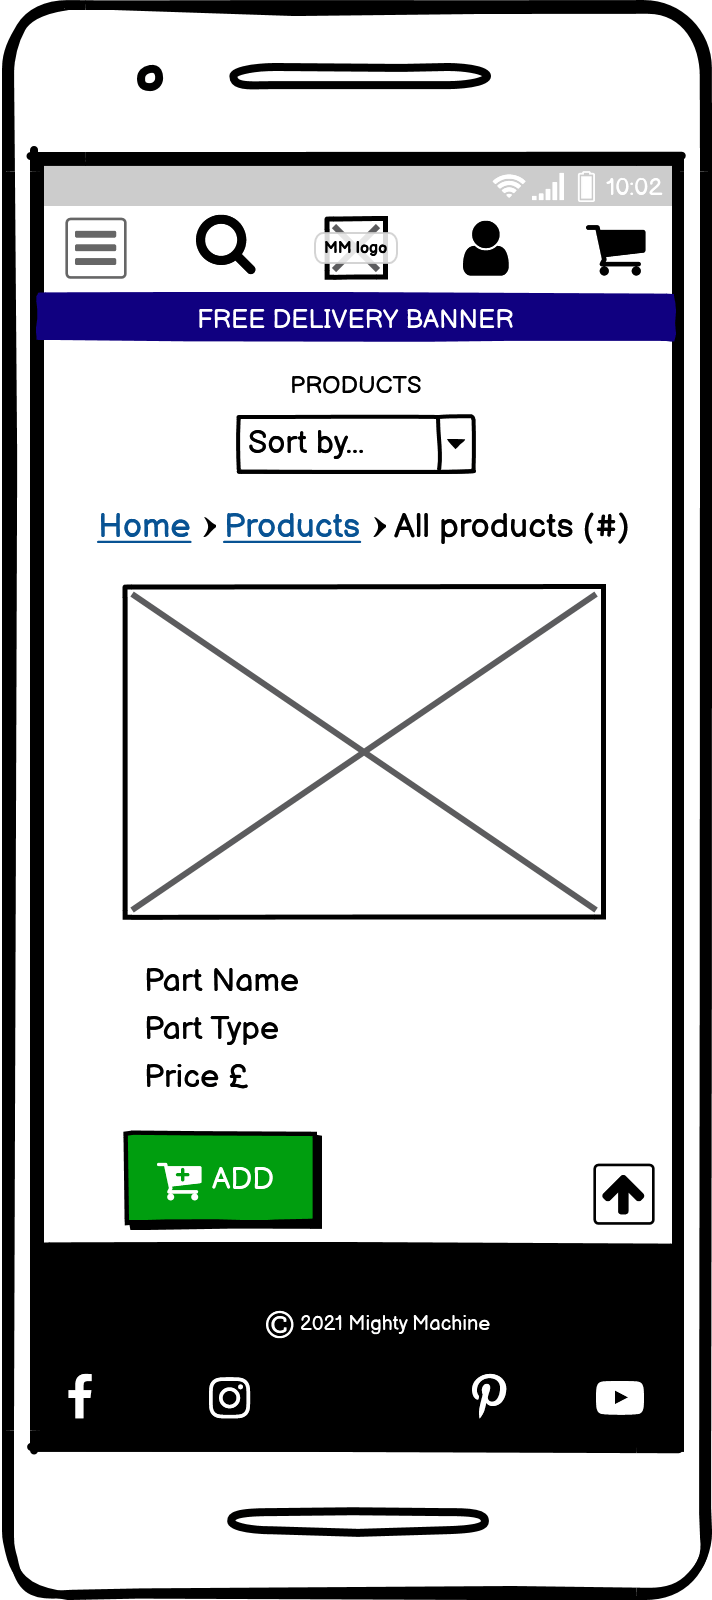 10:02
MM logo
FREE DELIVERY BANNER
PRODUCTS
Sort by...
Home › Products › All products (#)
Part Name
Part Type
Price £
ADD
© 2021 Mighty Machine